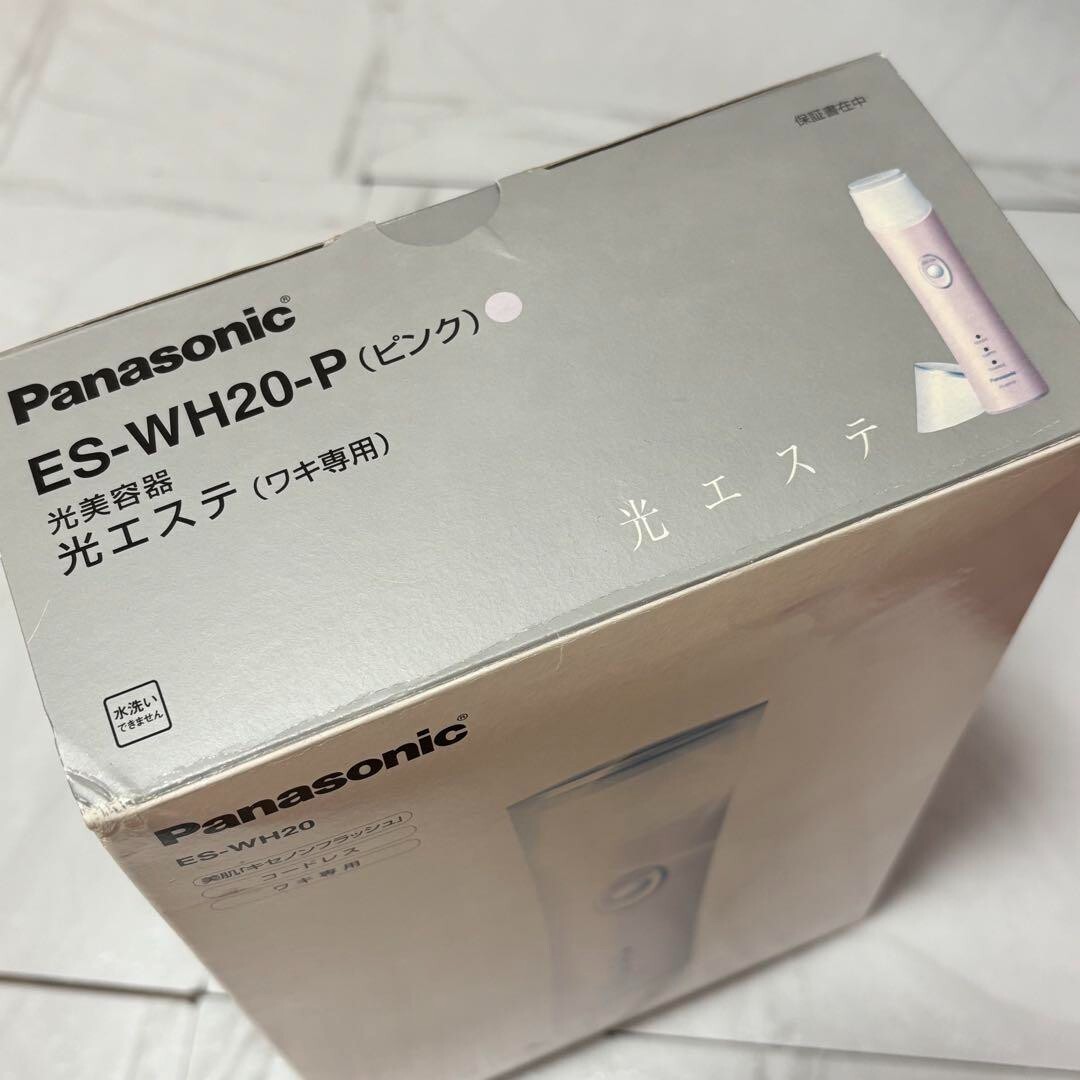 保証書在中
Panasonic®
ES-WH20-P(ピンク)
光美容器
光エステ(ワキ専用)
光エステ
水洗い
できません
Panasonic
Panasonic®
ES-WH20
美肌「キセノンフラッシュ」
コードレス
ワキ専用